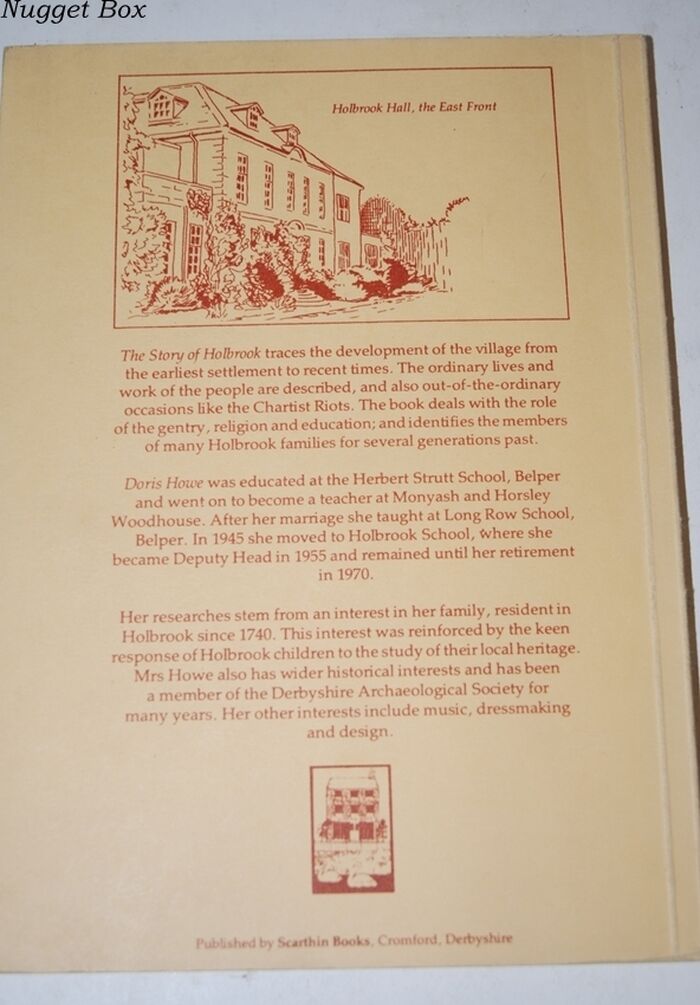 Nugget Box
Holbrook Hall, the East Front
The Story of Holbrook traces the development of the village from
the earliest settlement to recent times. The ordinary lives and
work of the people are described, and also out-of-the-ordinary
occasions like the Chartist Riots. The book deals with the role
of the gentry, religion and education; and identifies the members
of many Holbrook families for several generations past.
Doris Howe was educated at the Herbert Strutt School, Belper
and went on to become a teacher at Monyash and Horsley
Woodhouse. After her marriage she taught at Long Row School,
Belper. In 1945 she moved to Holbrook School, where she
became Deputy Head in 1955 and remained until her retirement
in 1970.
Her researches stem from an interest in her family, resident in
Holbrook since 1740. This interest was reinforced by the keen
response of Holbrook children to the study of their local heritage.
Mrs Howe also has wider historical interests and has been
a member of the Derbyshire Archaeological Society for
many years. Her other interests include music, dressmaking
and design.
Published by Scarthin Books, Cromford, Derbyshire